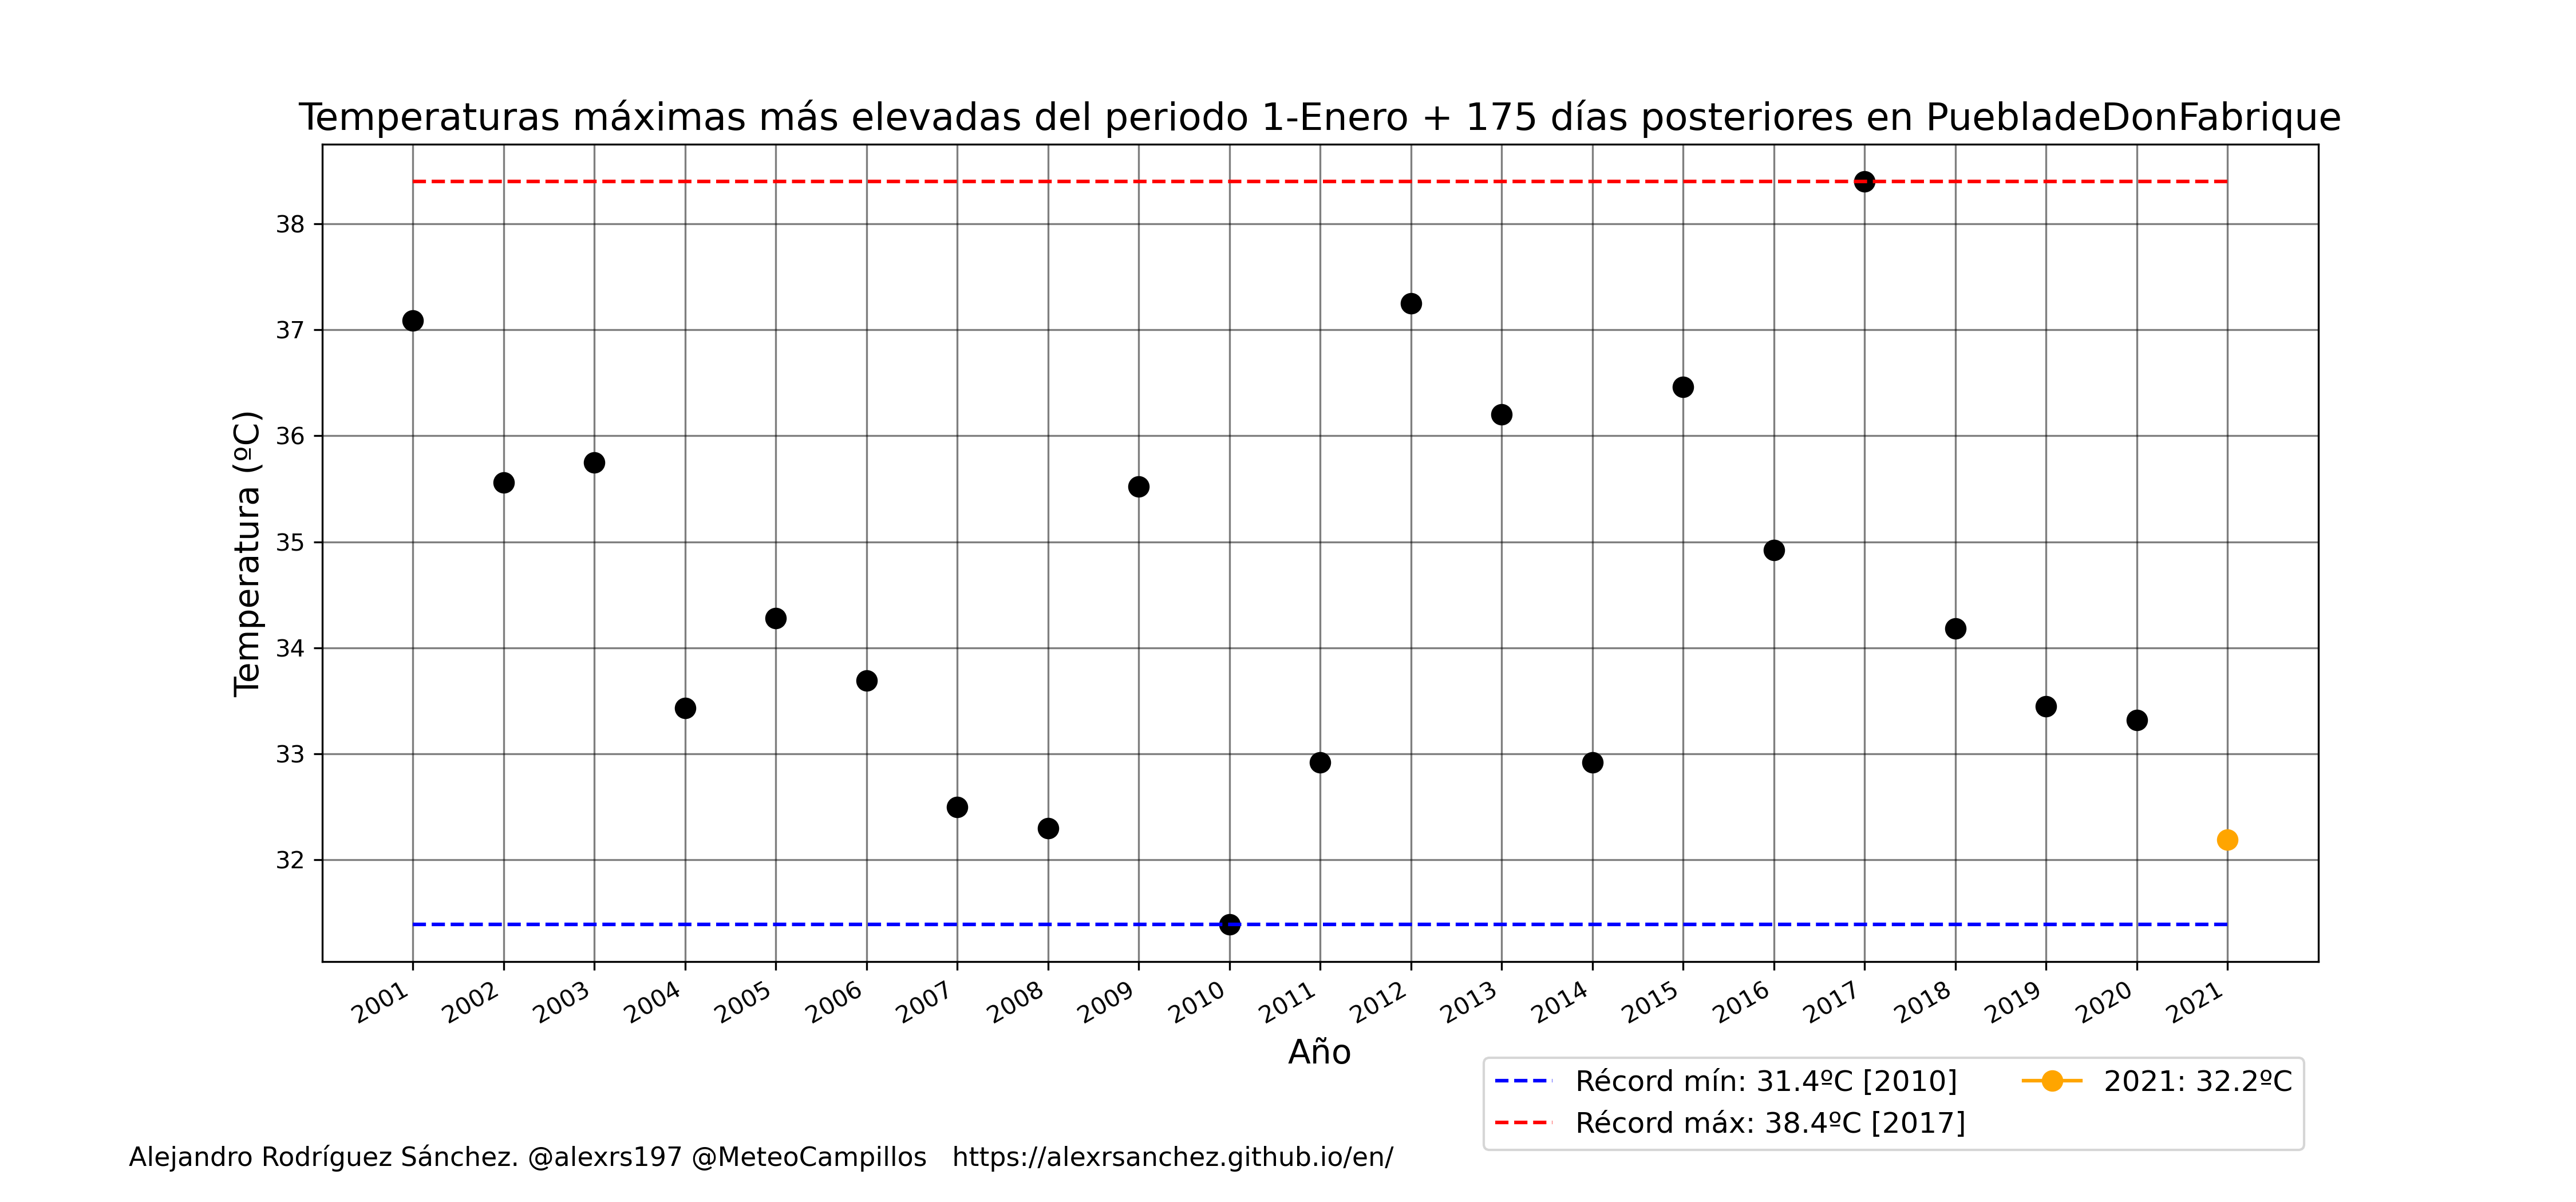 Temperaturas máximas más elevadas del periodo 1-Enero + 175 días posteriores en PuebladeDonFabrique
Temperatura (ºC)
38
37
36
35
34
33
32
2001 2002 2003 2004 2005 2006 2007 2008 2009 2010 2011 2012 2013 2014 2015 2016 2017 2018 2019 2020 2021
Año
Récord mín: 31.4ºC [2010]
Récord máx: 38.4ºC [2017]
2021: 32.2ºC
Alejandro Rodríguez Sánchez. @alexrs197 @MeteoCampillos https://alexrsanchez.github.io/en/